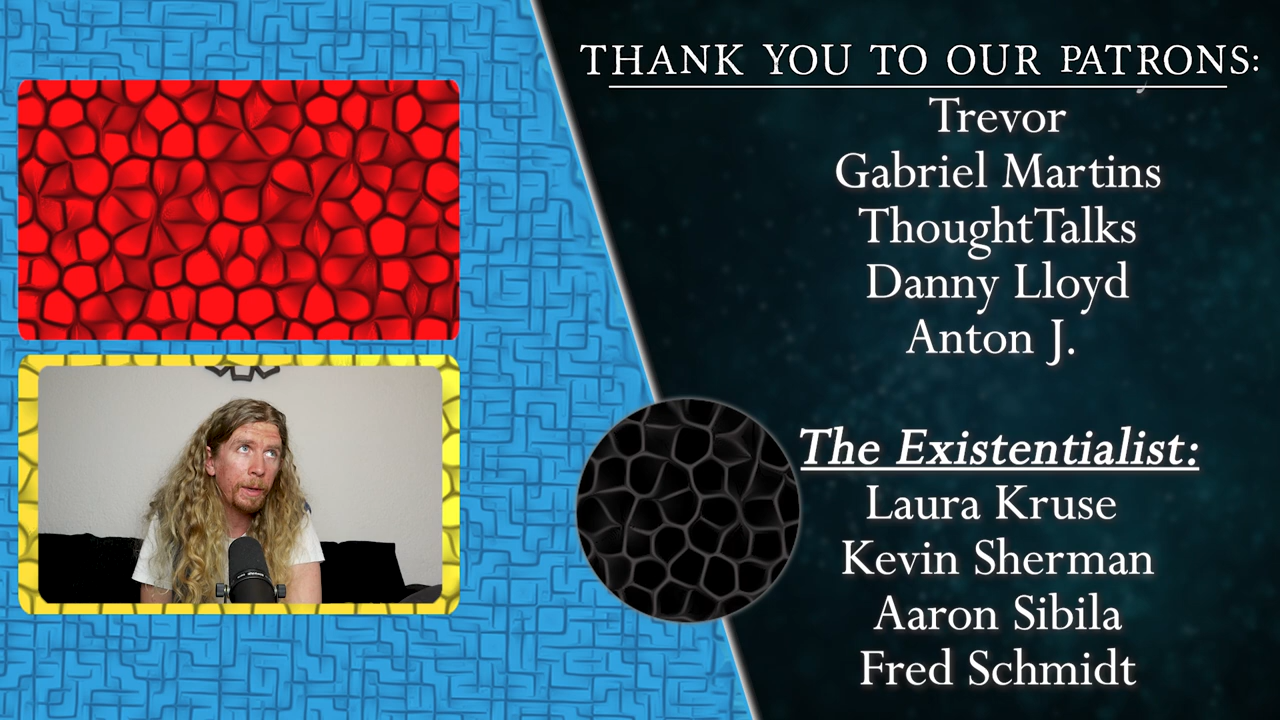 THANK YOU TO OUR PATRONS:
Trevor
Gabriel Martins
ThoughtTalks
Danny Lloyd
Anton J.
The Existentialist:
Laura Kruse
Kevin Sherman
Aaron Sibila
Fred Schmidt